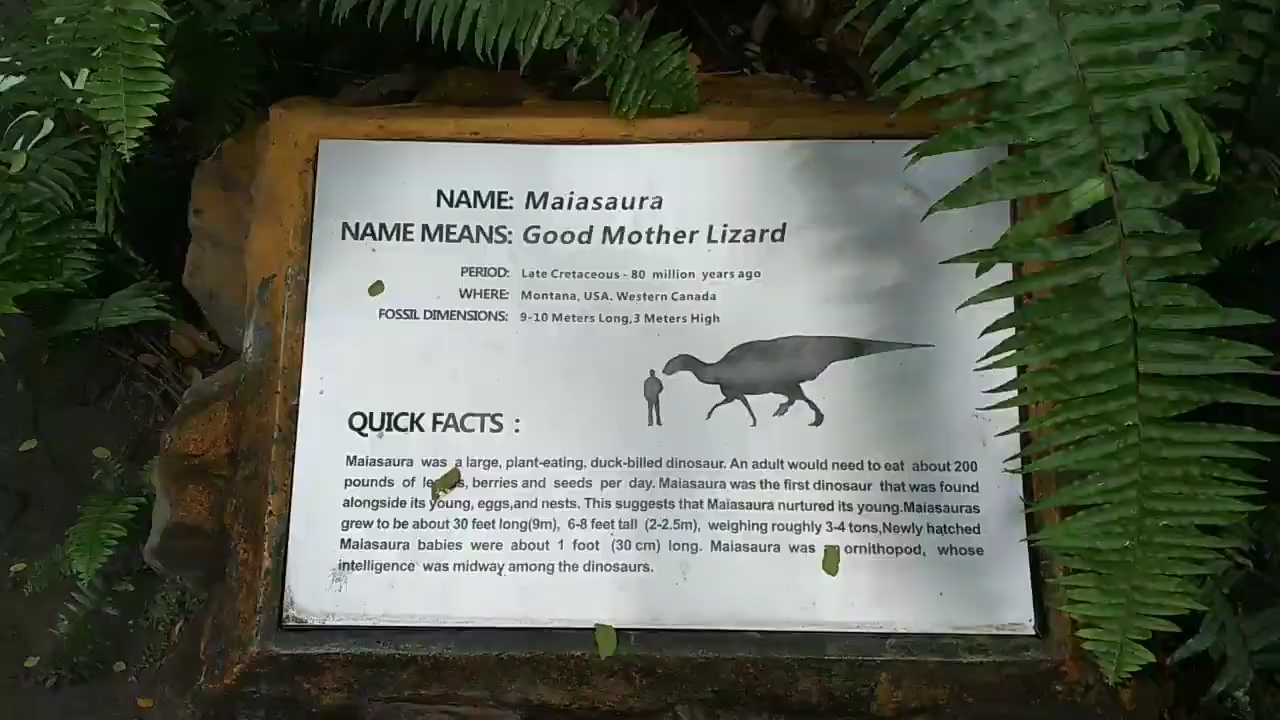 NAME: Maiasaura
NAME MEANS: Good Mother Lizard
PERIOD: Late Cretaceous - 80 million years ago
WHERE: Montana, USA. Western Canada
FOSSIL DIMENSIONS: 9-10 Meters Long,3 Meters High
QUICK FACTS :
Maiasaura was a large, plant-eating, duck-billed dinosaur. An adult would need to eat about 200
pounds of berries and seeds per day. Maiasaura was the first dinosaur that was found
alongside its young, eggs,and nests. This suggests that Maiasaura nurtured its young.Maiasauras
grew to be about 30 feet long(9m), 6-8 feet tall (2-2.5m), weighing roughly 3-4 tons,Newly hatched
Maiasaura babies were about 1 foot (30 cm) long. Maiasaura was ornithopod, whose
intelligence was midway among the dinosaurs.